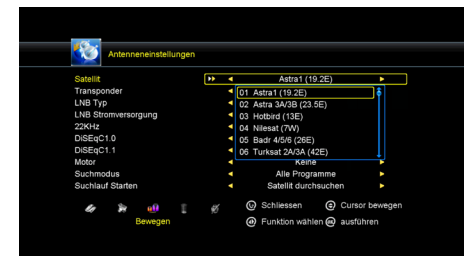 Antenneneinstellungen
Satellit Astra1 (19.2E)
Transponder
LNB Typ
LNB Stromversorgung
22KHz
DiSEqC1.0
DiSEqC1.1
Motor Keine
Suchmodus Alle Programme
Suchlauf Starten Satellit durchsuchen
01 Astra1 (19.2E)
02 Astra 3A/3B (23.5E)
03 Hotbird (13E)
04 Nilesat (7W)
05 Badr 4/5/6 (26E)
06 Turksat 2A/3A (42E)
Bewegen
Schliessen Cursor bewegen
Funktion wählen ausführen